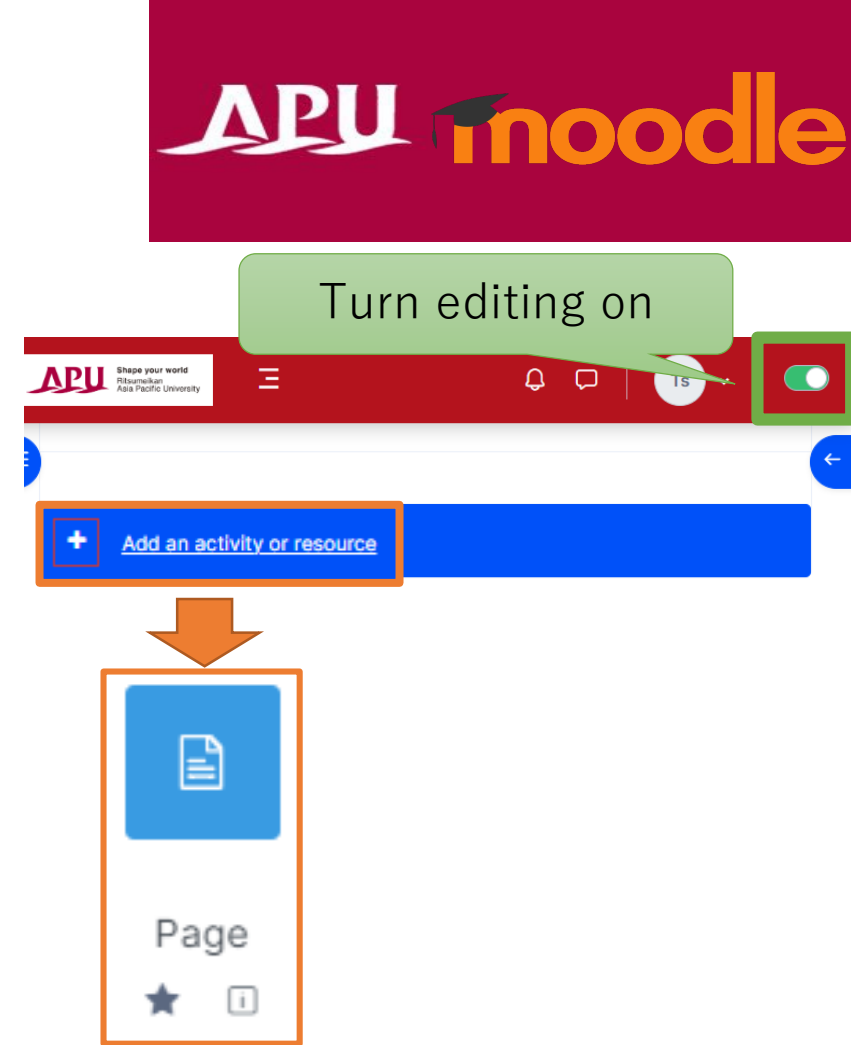 APU moodle
Turn editing on
APU
Shape your world
Ritsumeikan
Asia Pacific University
Ts
Add an activity or resource
Page